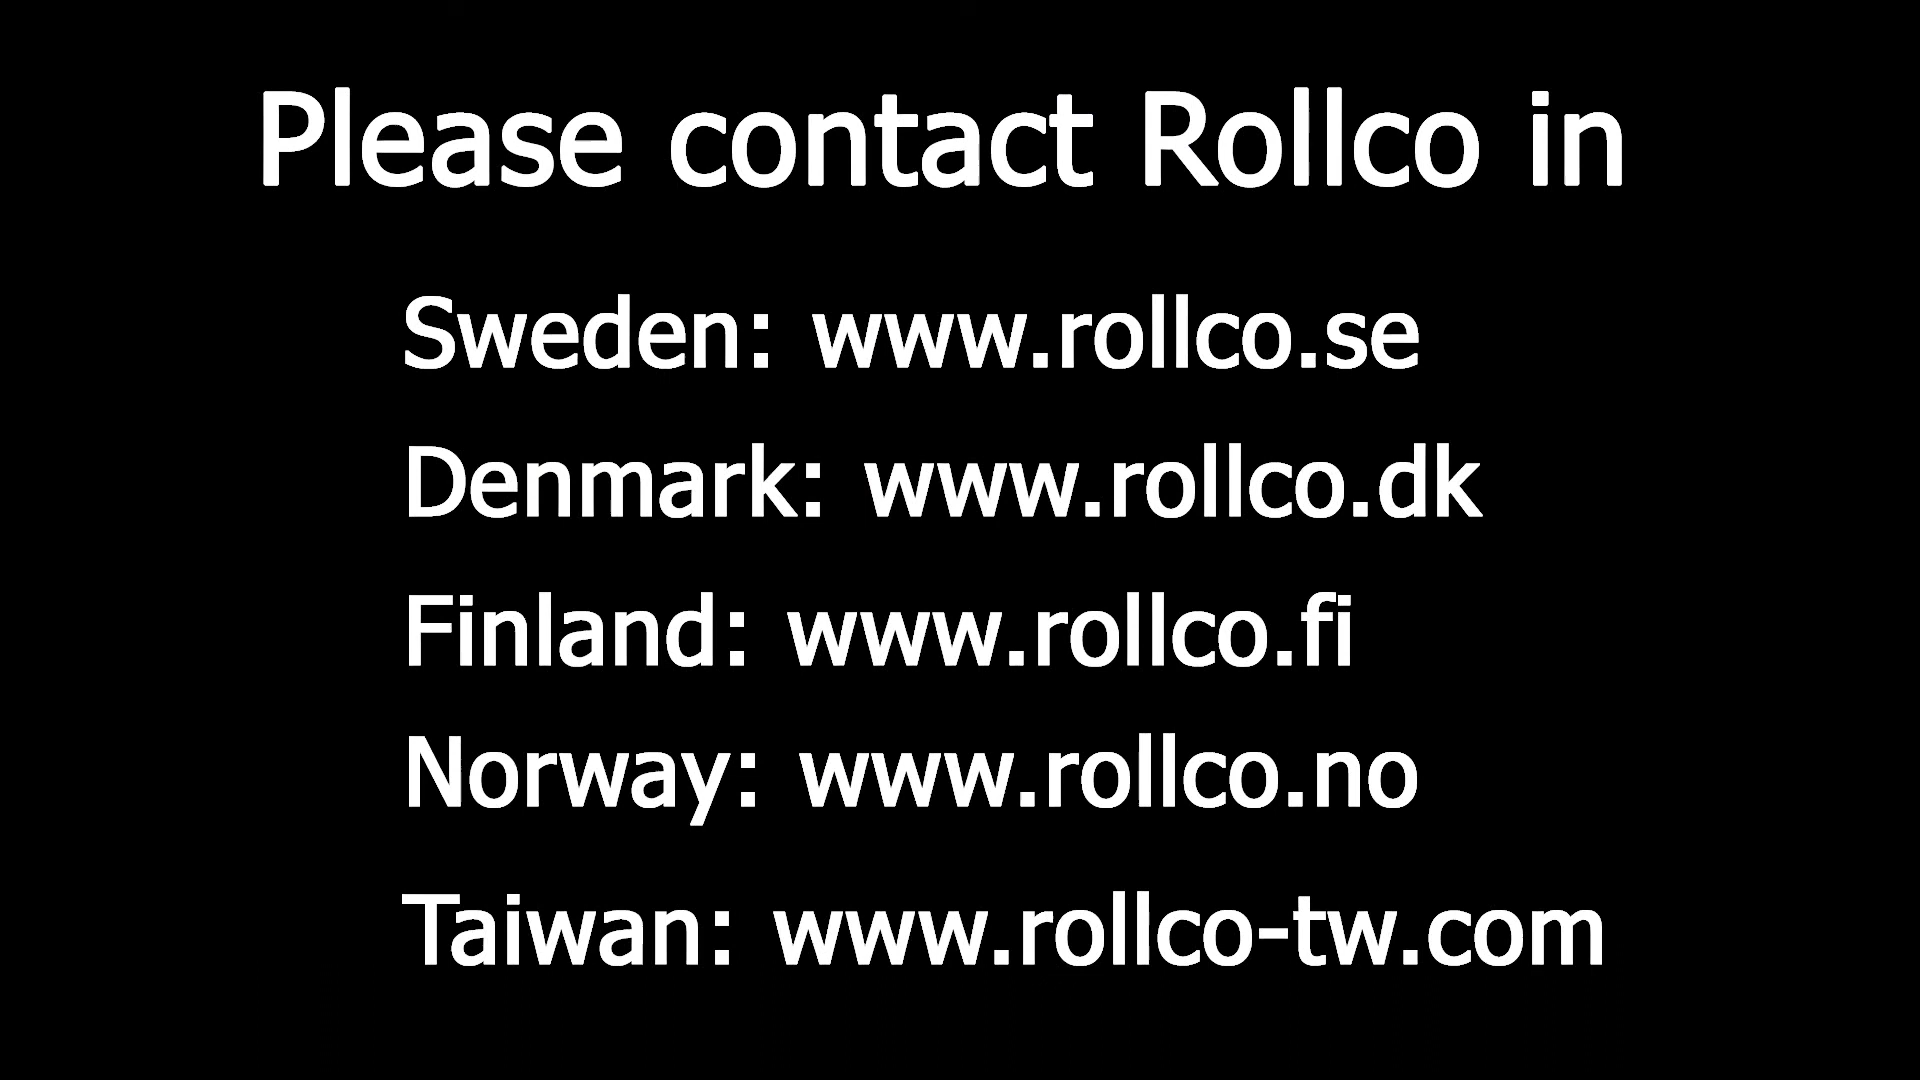 Please contact Rollco in
Sweden: www.rollco.se
Denmark: www.rollco.dk
Finland: www.rollco.fi
Norway: www.rollco.no
Taiwan: www.rollco-tw.com